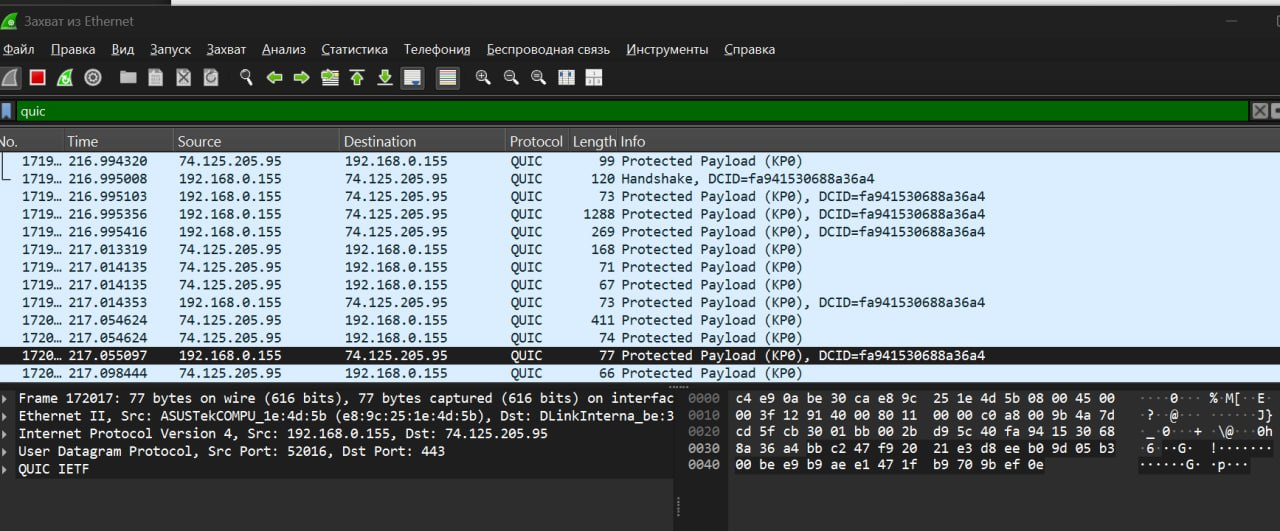 Захват из Ethernet
Файл Правка Вид Запуск Захват Анализ Статистика Телефония Беспроводная связь Инструменты Справка
quic
No. Time Source Destination Protocol Length Info
1719… 216.994320 74.125.205.95 192.168.0.155 QUIC 99 Protected Payload (KP0)
1719… 216.995008 192.168.0.155 74.125.205.95 QUIC 120 Handshake, DCID=fa941530688a36a4
1719… 216.995103 192.168.0.155 74.125.205.95 QUIC 73 Protected Payload (KP0), DCID=fa941530688a36a4
1719… 216.995356 192.168.0.155 74.125.205.95 QUIC 1288 Protected Payload (KP0), DCID=fa941530688a36a4
1719… 216.995416 192.168.0.155 74.125.205.95 QUIC 269 Protected Payload (KP0), DCID=fa941530688a36a4
1719… 217.013319 74.125.205.95 192.168.0.155 QUIC 168 Protected Payload (KP0)
1719… 217.014135 74.125.205.95 192.168.0.155 QUIC 71 Protected Payload (KP0)
1719… 217.014135 74.125.205.95 192.168.0.155 QUIC 67 Protected Payload (KP0)
1719… 217.014353 192.168.0.155 74.125.205.95 QUIC 73 Protected Payload (KP0), DCID=fa941530688a36a4
1720… 217.054624 74.125.205.95 192.168.0.155 QUIC 411 Protected Payload (KP0)
1720… 217.054624 74.125.205.95 192.168.0.155 QUIC 74 Protected Payload (KP0)
1720… 217.055097 192.168.0.155 74.125.205.95 QUIC 77 Protected Payload (KP0), DCID=fa941530688a36a4
1720… 217.098444 74.125.205.95 192.168.0.155 QUIC 66 Protected Payload (KP0)
Frame 172017: 77 bytes on wire (616 bits), 77 bytes captured (616 bits) on interfac
Ethernet II, Src: ASUSTekCOMPU_1e:4d:5b (e8:9c:25:1e:4d:5b), Dst: DLinkInterna_be:3
Internet Protocol Version 4, Src: 192.168.0.155, Dst: 74.125.205.95
User Datagram Protocol, Src Port: 52016, Dst Port: 443
QUIC IETF
0000 c4 e9 0a be 30 ca e8 9c 25 1e 4d 5b 08 00 45 00 ····0··· %·M[··E·
0010 00 3f 12 91 40 00 80 11 00 00 c0 a8 00 9b 4a 7d ·?··@··· ······J}
0020 cd 5f cb 30 01 bb 00 2b d9 5c 40 fa 94 15 30 68 ·_·0···+ ·\@···0h
0030 8a 36 a4 bb c2 47 f9 20 21 e3 d8 ee b0 9d 05 b3 ·6···G· !·······
0040 00 be e9 b9 ae e1 47 1f b9 70 9b ef 0e ······G· ·p···